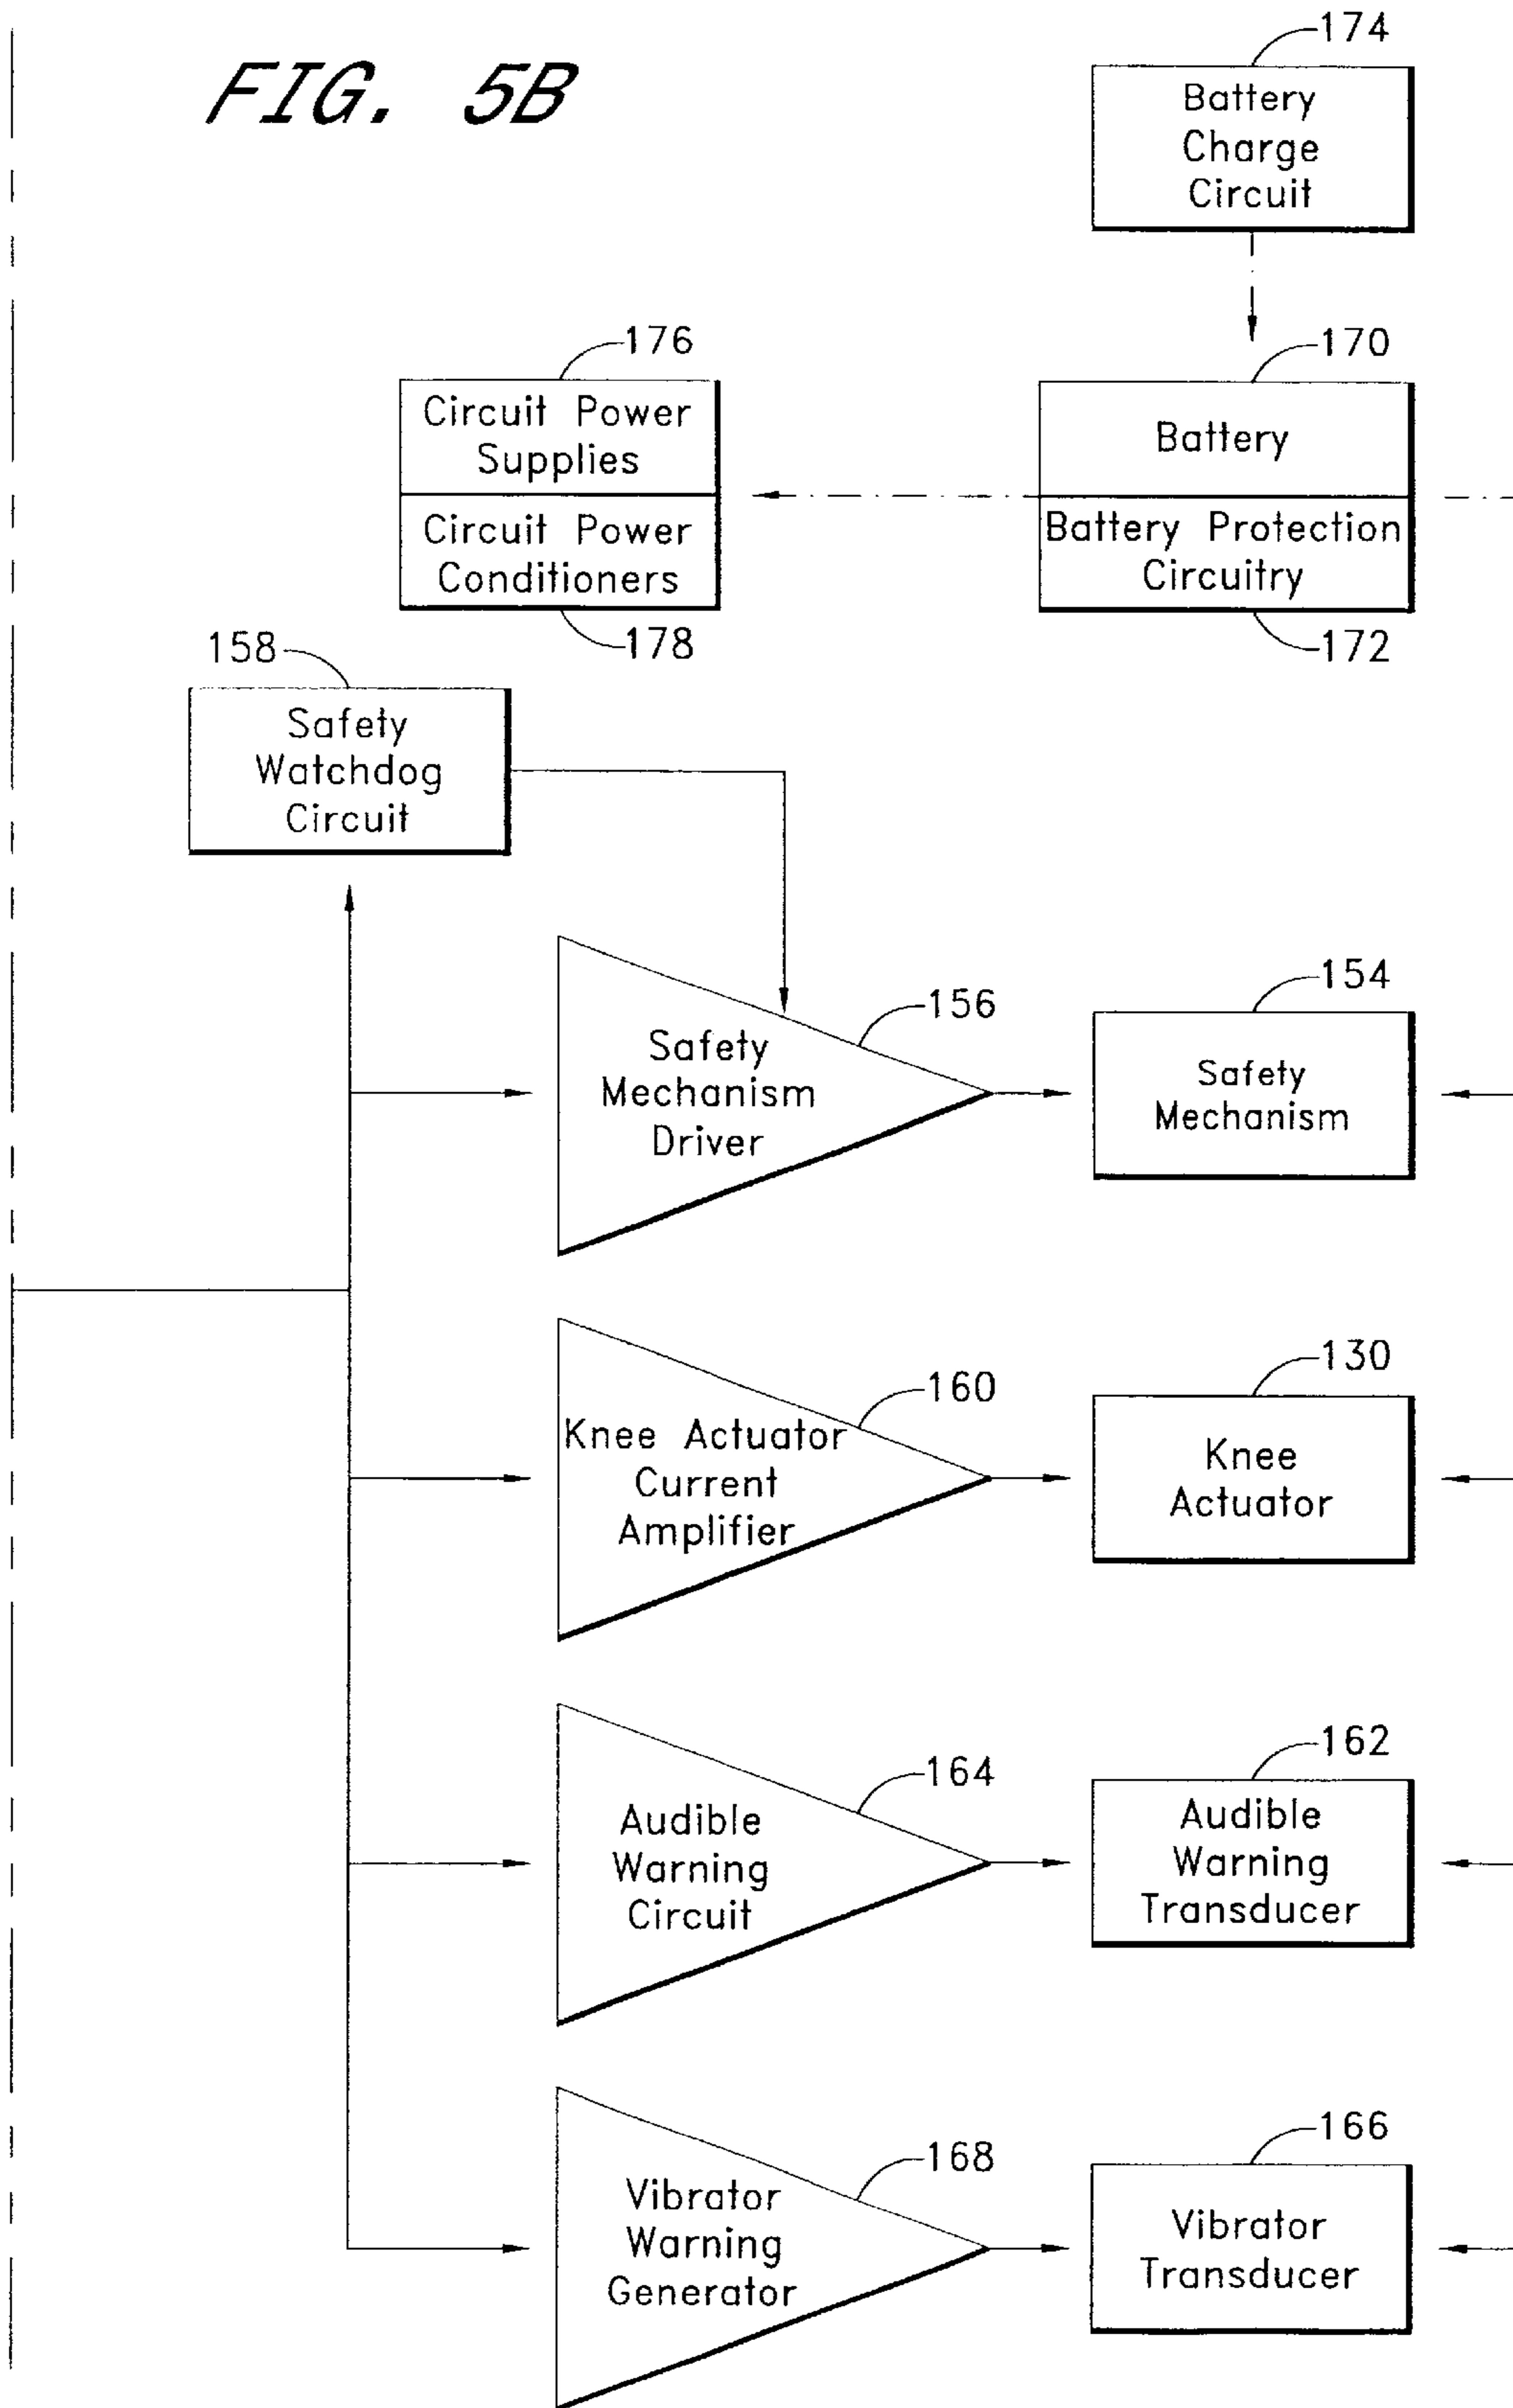 FIG. 5B
174
Battery
Charge
Circuit
176
170
Circuit Power
Supplies
Battery
Circuit Power
Conditioners
Battery Protection
Circuitry
178
172
158
Safety
Watchdog
Circuit
156
154
Safety
Mechanism
Driver
Safety
Mechanism
160
130
Knee Actuator
Current
Amplifier
Knee
Actuator
164
162
Audible
Warning
Circuit
Audible
Warning
Transducer
168
166
Vibrator
Warning
Generator
Vibrator
Transducer